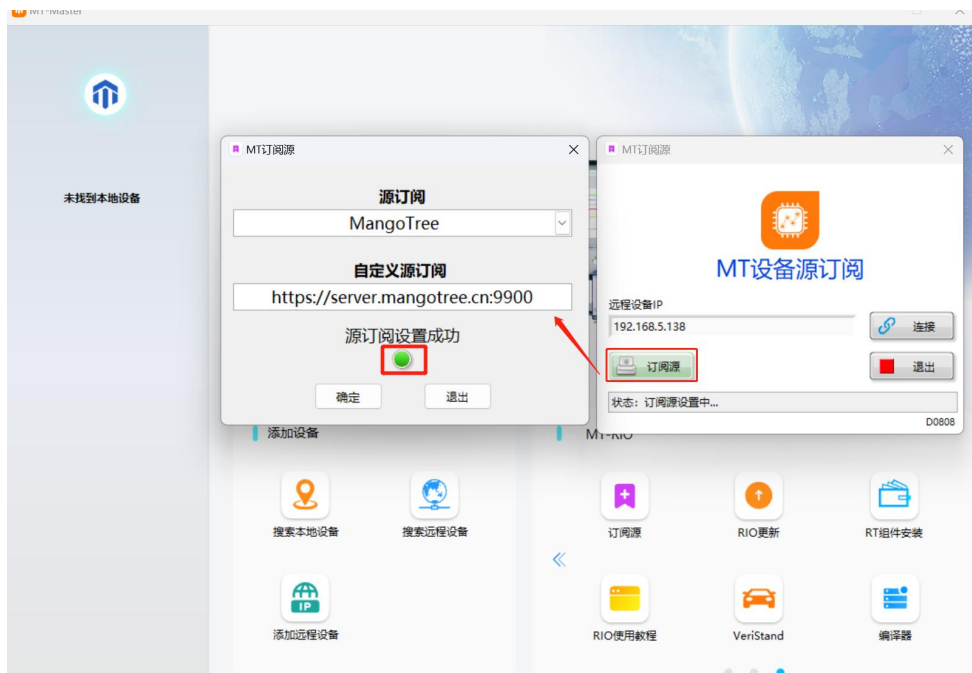 MT-Master
未找到本地设备
MT订阅源
源订阅
MangoTree
自定义源订阅
https://server.mangotree.cn:9900
源订阅设置成功
确定
退出
MT订阅源
MT设备源订阅
远程设备IP
192.168.5.138
连接
订阅源
退出
状态：订阅源设置中...
D0808
添加设备
MT-RIO
搜索本地设备
搜索远程设备
订阅源
RIO更新
RT组件安装
IP
添加远程设备
RIO使用教程
VeriStand
编译器